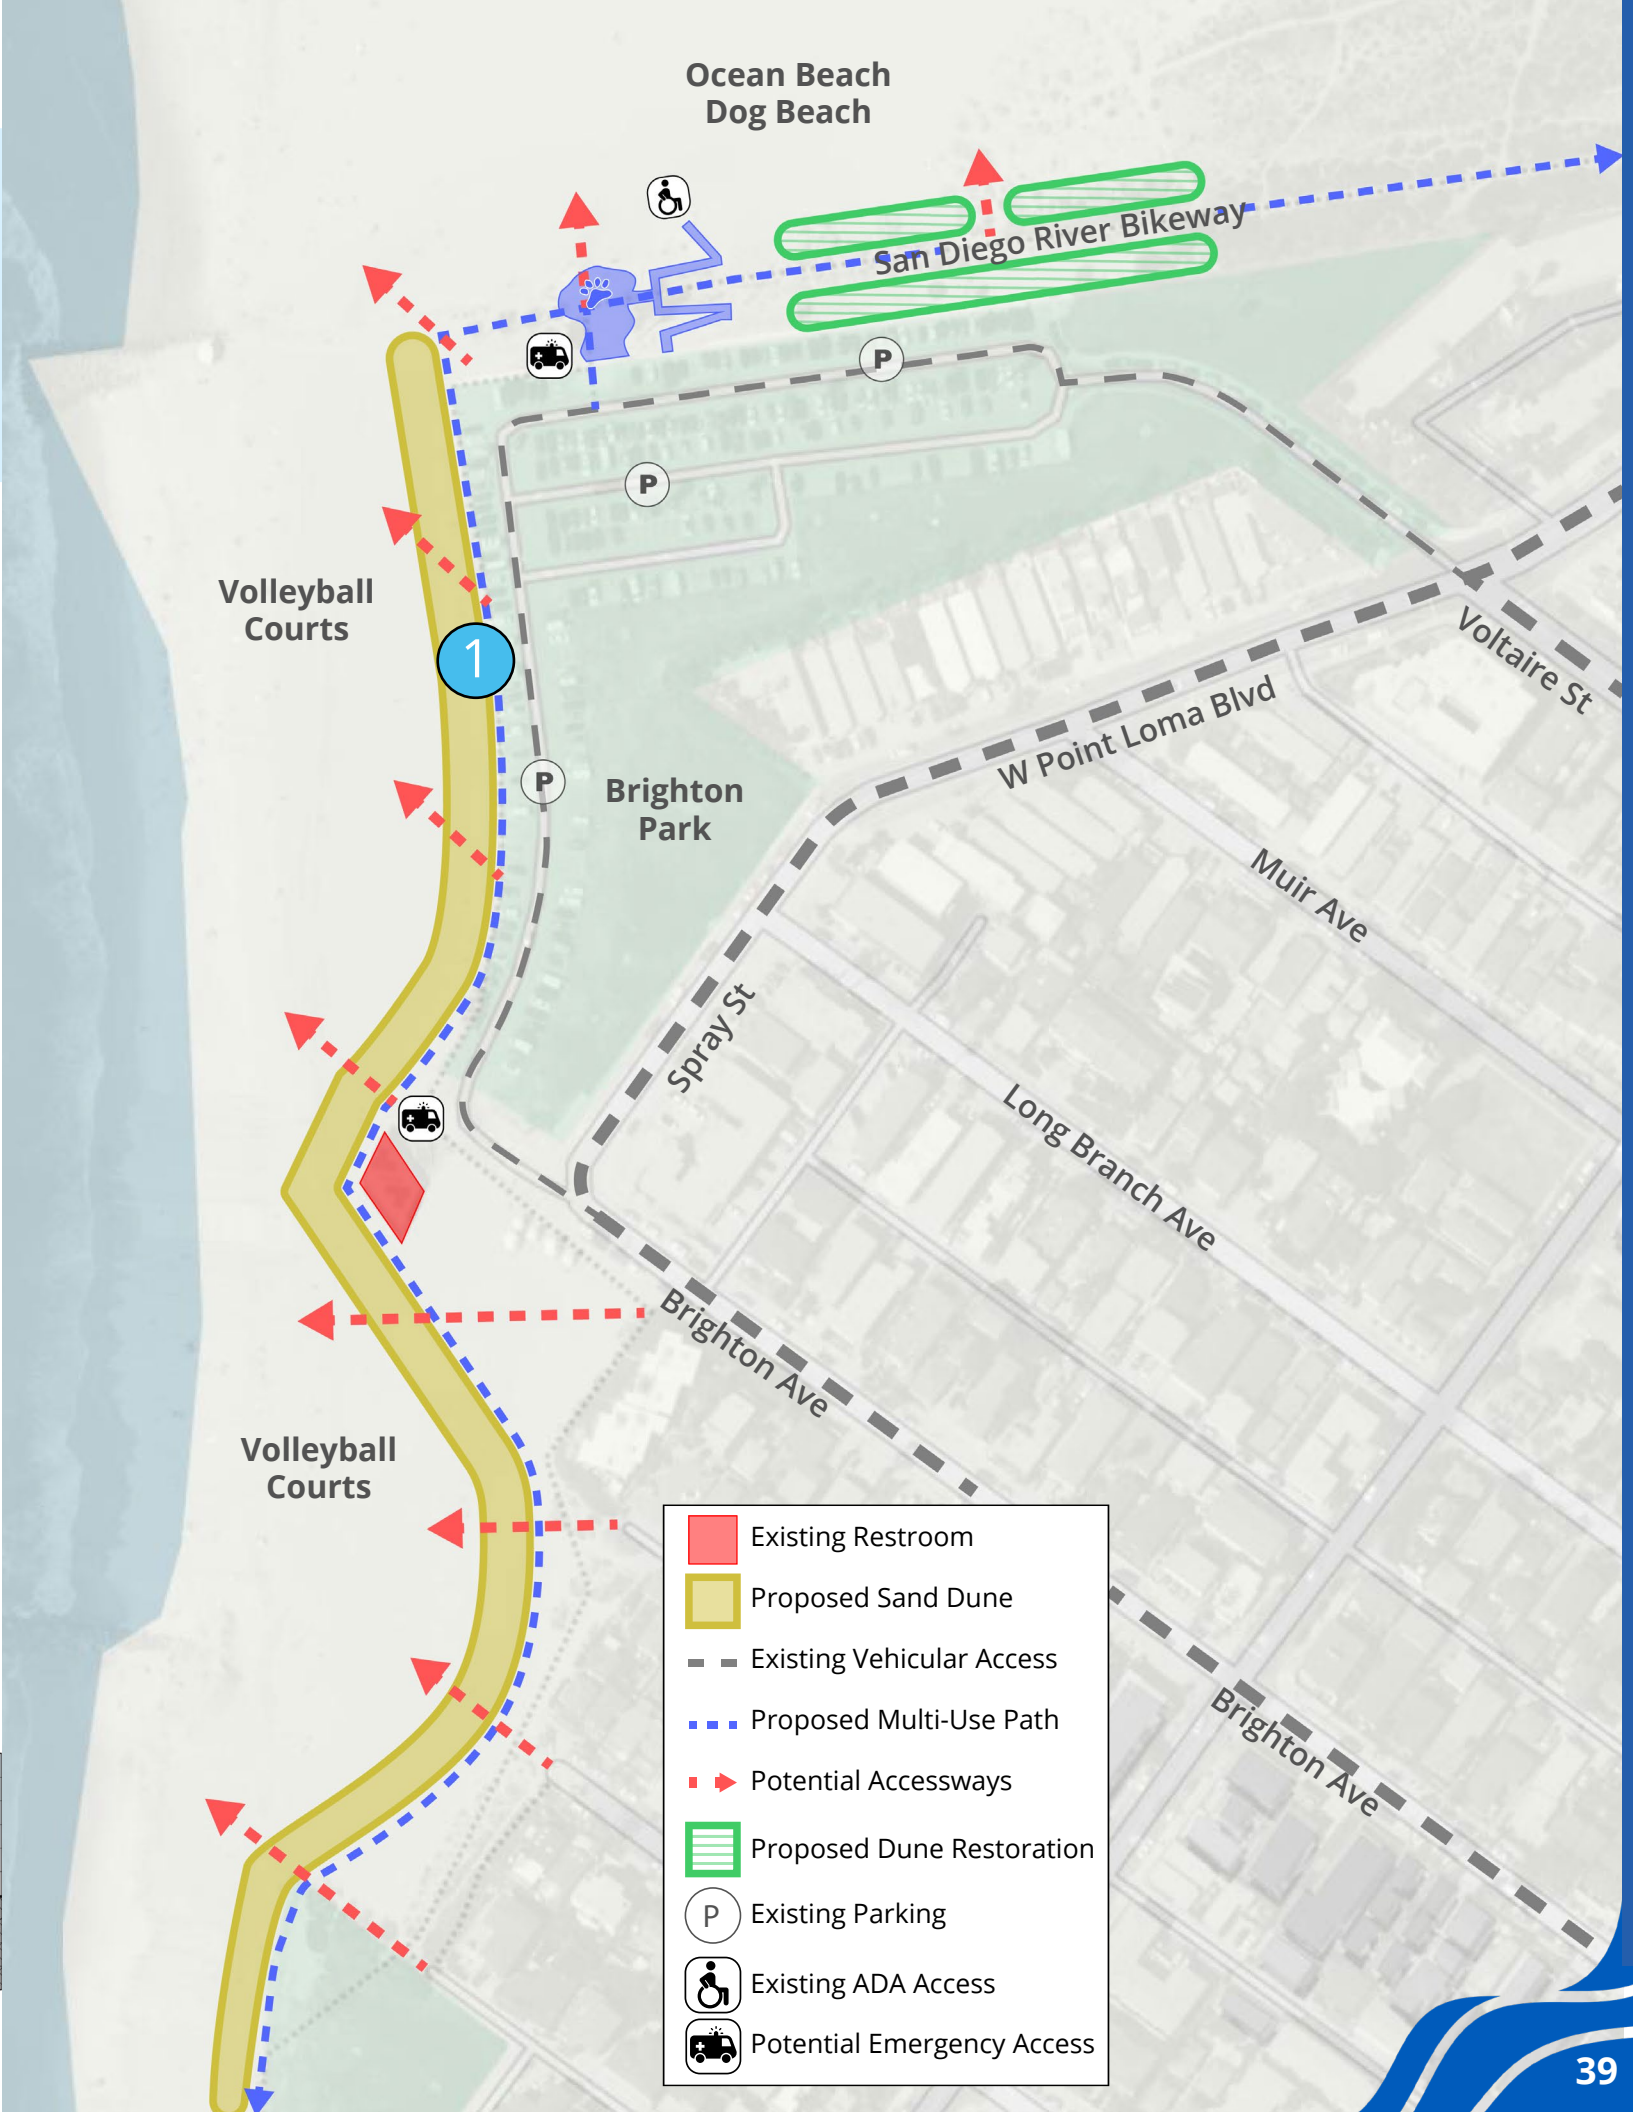 Ocean Beach
Dog Beach
San Diego River Bikeway
P
P
Volleyball
Courts
1
Voltaire St
W Point Loma Blvd
P
Brighton
Park
Muir Ave
Spray St
Long Branch Ave
Brighton Ave
Volleyball
Courts
Existing Restroom
Proposed Sand Dune
Existing Vehicular Access
Proposed Multi-Use Path
Potential Accessways
Proposed Dune Restoration
P Existing Parking
Existing ADA Access
Potential Emergency Access
Brighton Ave
39